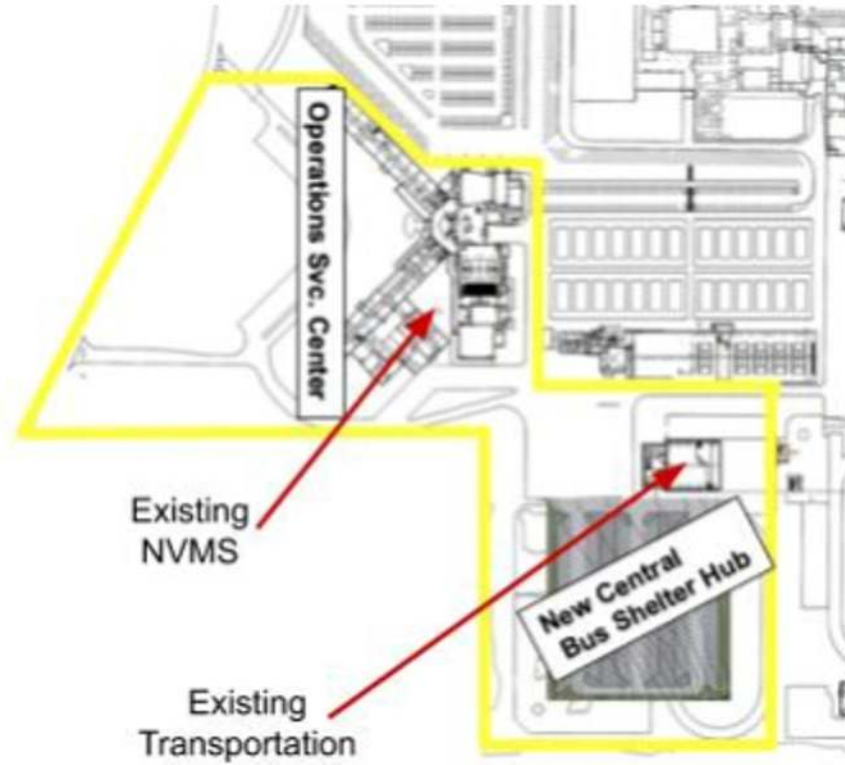 Operations Svc. Center
Existing
NVMS
New Central
Bus Shelter Hub
Existing
Transportation